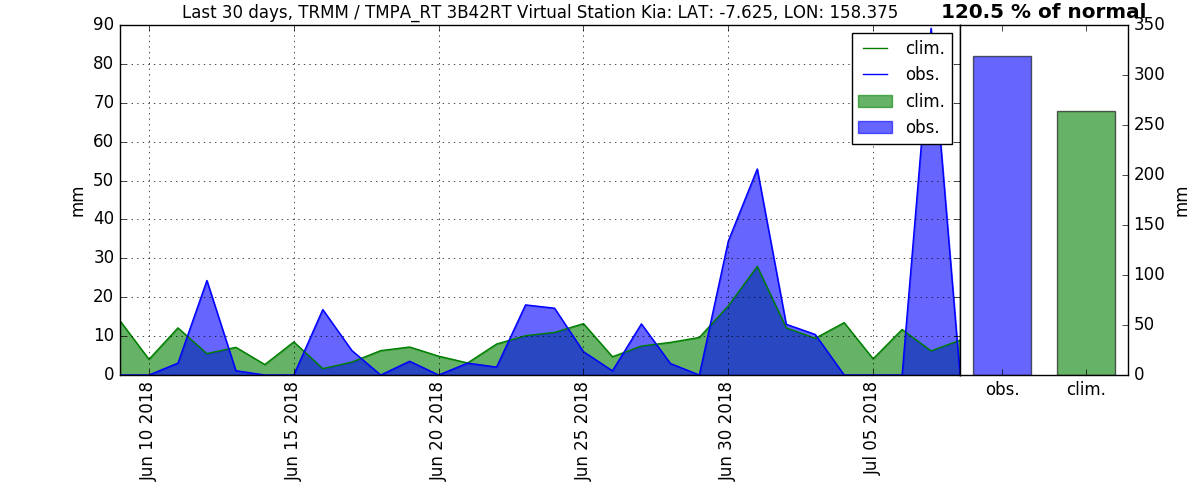 Last 30 days, TRMM / TMPA_RT 3B42RT Virtual Station Kia: LAT: -7.625, LON: 158.375
120.5 % of normal
90
80
70
60
50
40
30
20
10
0
mm
clim.
obs.
clim.
obs.
Jun 10 2018
Jun 15 2018
Jun 20 2018
Jun 25 2018
Jun 30 2018
Jul 05 2018
350
300
250
200
150
100
50
0
mm
obs.
clim.